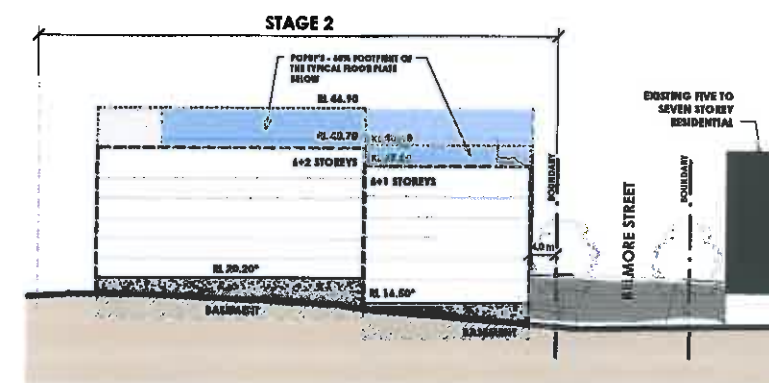 STAGE 2
POPUP'S - 60% FOOTPRINT OF
THE TYPICAL FLOOR PLATE
BELOW
RL 46.90
RL 40.70
6+2 STOREYS
6+1 STOREYS
EXISTING FIVE TO
SEVEN STOREY
RESIDENTIAL
BOUNDARY
BELMORE STREET
BOUNDARY
4.0 m
RL 20.20*
RL 16.50*
BASEMENT
BASEMENT